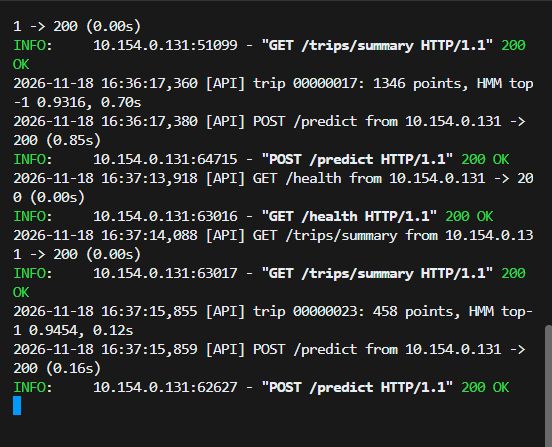 1 -> 200 (0.00s)
INFO:     10.154.0.131:51099 - "GET /trips/summary HTTP/1.1" 200
OK
2026-11-18 16:36:17,360 [API] trip 00000017: 1346 points, HMM top
-1 0.9316, 0.70s
2026-11-18 16:36:17,380 [API] POST /predict from 10.154.0.131 ->
200 (0.85s)
INFO:     10.154.0.131:64715 - "POST /predict HTTP/1.1" 200 OK
2026-11-18 16:37:13,918 [API] GET /health from 10.154.0.131 -> 20
0 (0.00s)
INFO:     10.154.0.131:63016 - "GET /health HTTP/1.1" 200 OK
2026-11-18 16:37:14,088 [API] GET /trips/summary from 10.154.0.13
1 -> 200 (0.00s)
INFO:     10.154.0.131:63017 - "GET /trips/summary HTTP/1.1" 200
OK
2026-11-18 16:37:15,855 [API] trip 00000023: 458 points, HMM top-
1 0.9454, 0.12s
2026-11-18 16:37:15,859 [API] POST /predict from 10.154.0.131 ->
200 (0.16s)
INFO:     10.154.0.131:62627 - "POST /predict HTTP/1.1" 200 OK